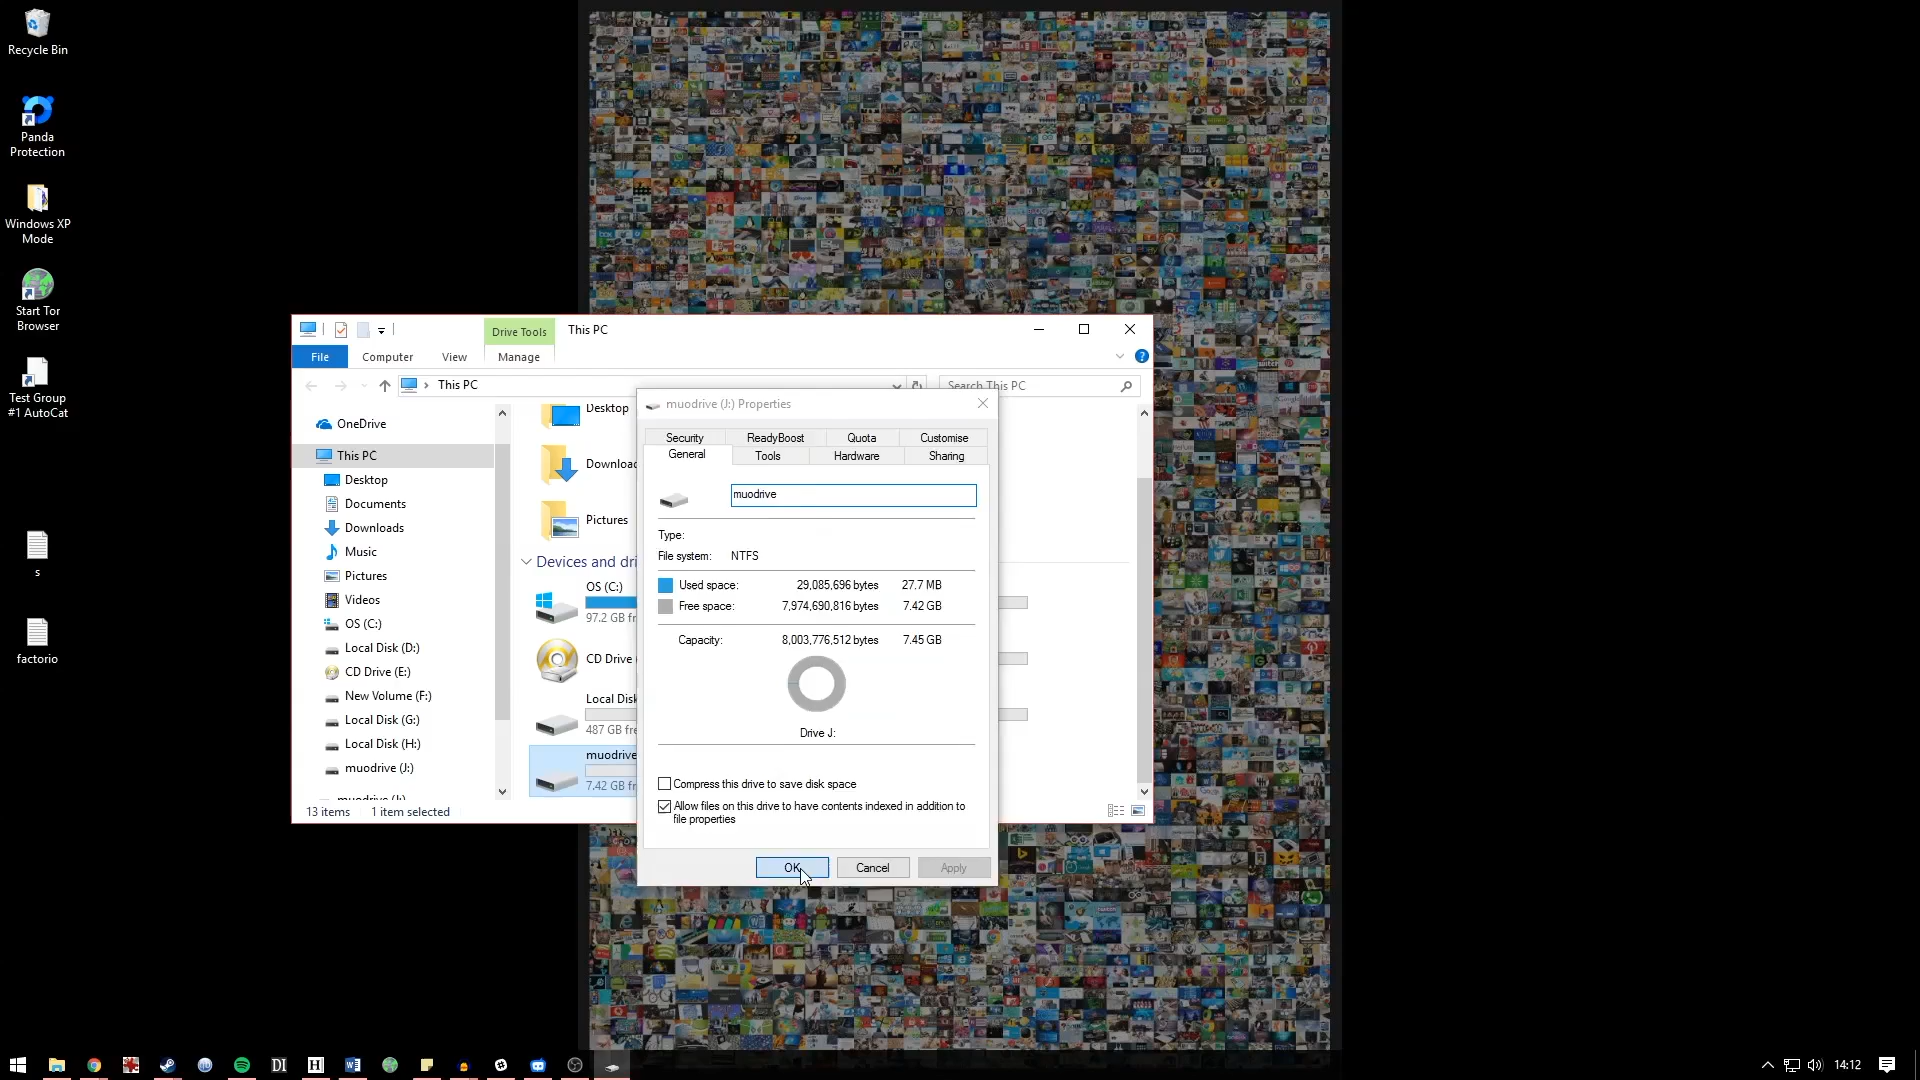 Recycle Bin
Panda
Protection
Windows XP
Mode
Start Tor
Browser
Test Group
#1 AutoCat
s
factorio
Drive Tools
This PC
File
Computer
View
Manage
This PC
Search This PC
OneDrive
This PC
Desktop
Documents
Downloads
Music
Pictures
Videos
OS (C:)
Local Disk (D:)
CD Drive (E:)
New Volume (F:)
Local Disk (G:)
Local Disk (H:)
muodrive (J:)
muodrive (J:)
Desktop
Downloac
Pictures
Devices and dri
OS (C:)
97.2 GB fr
CD Drive (
Local Disk
487 GB fre
muodrive
7.42 GB fr
13 items
1 item selected
muodrive (J:) Properties
Security
ReadyBoost
Quota
Customise
General
Tools
Hardware
Sharing
muodrive
Type:
File system: NTFS
Used space: 29,085,696 bytes 27.7 MB
Free space: 7,974,690,816 bytes 7.42 GB
Capacity: 8,003,776,512 bytes 7.45 GB
Drive J:
Compress this drive to save disk space
Allow files on this drive to have contents indexed in addition to
file properties
OK
Cancel
Apply
14:12